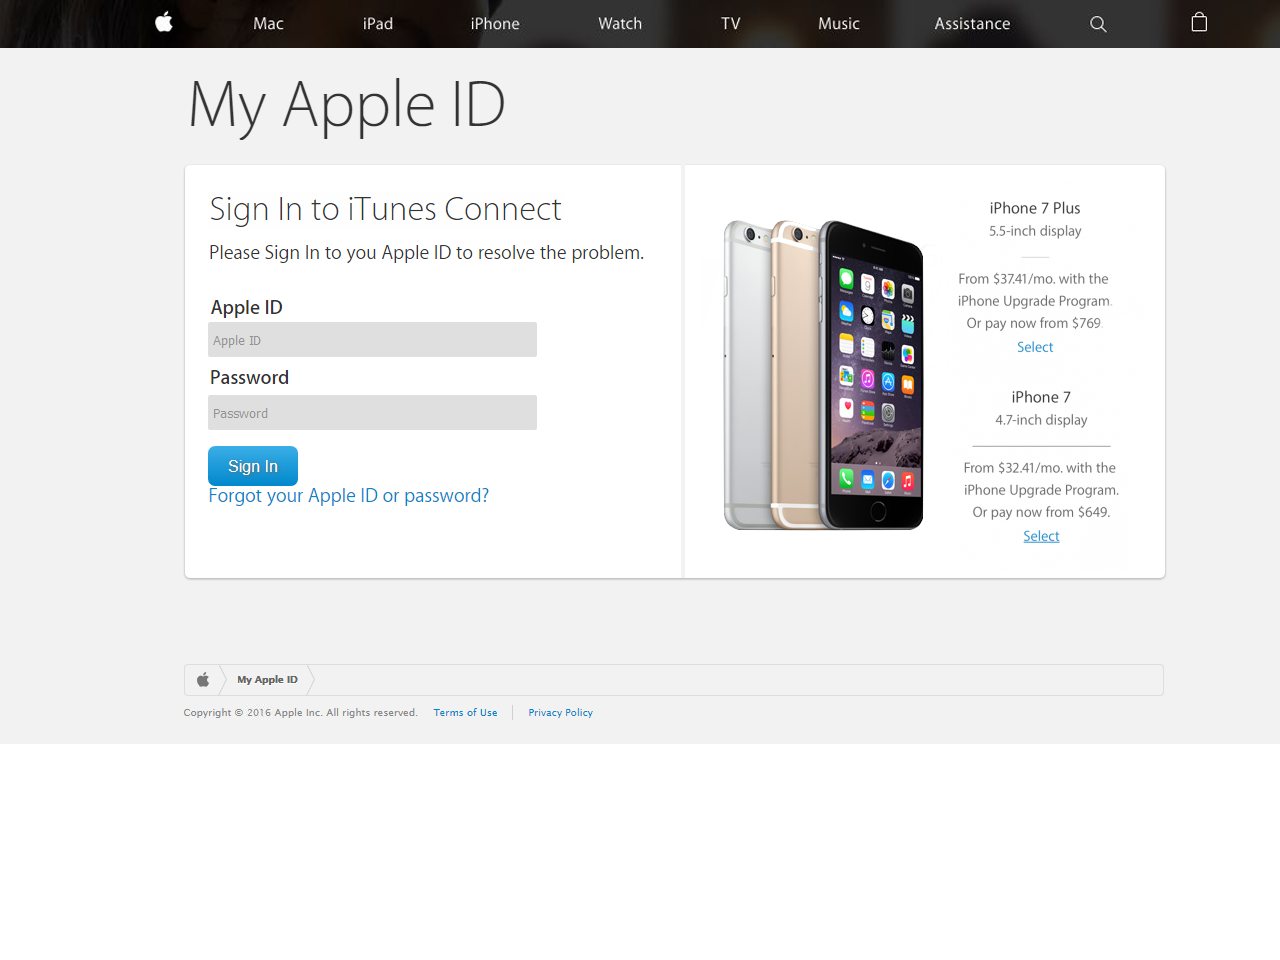 Mac iPad iPhone Watch TV Music Assistance
My Apple ID
Sign In to iTunes Connect
Please Sign In to you Apple ID to resolve the problem.
Apple ID
Apple ID
Password
Password
Sign In
Forgot your Apple ID or password?
iPhone 7 Plus
5.5-inch display
From $37.41/mo. with the
iPhone Upgrade Program.
Or pay now from $769
Select
iPhone 7
4.7-inch display
From $32.41/mo. with the
iPhone Upgrade Program.
Or pay now from $649.
Select
My Apple ID
Copyright © 2016 Apple Inc. All rights reserved. Terms of Use Privacy Policy